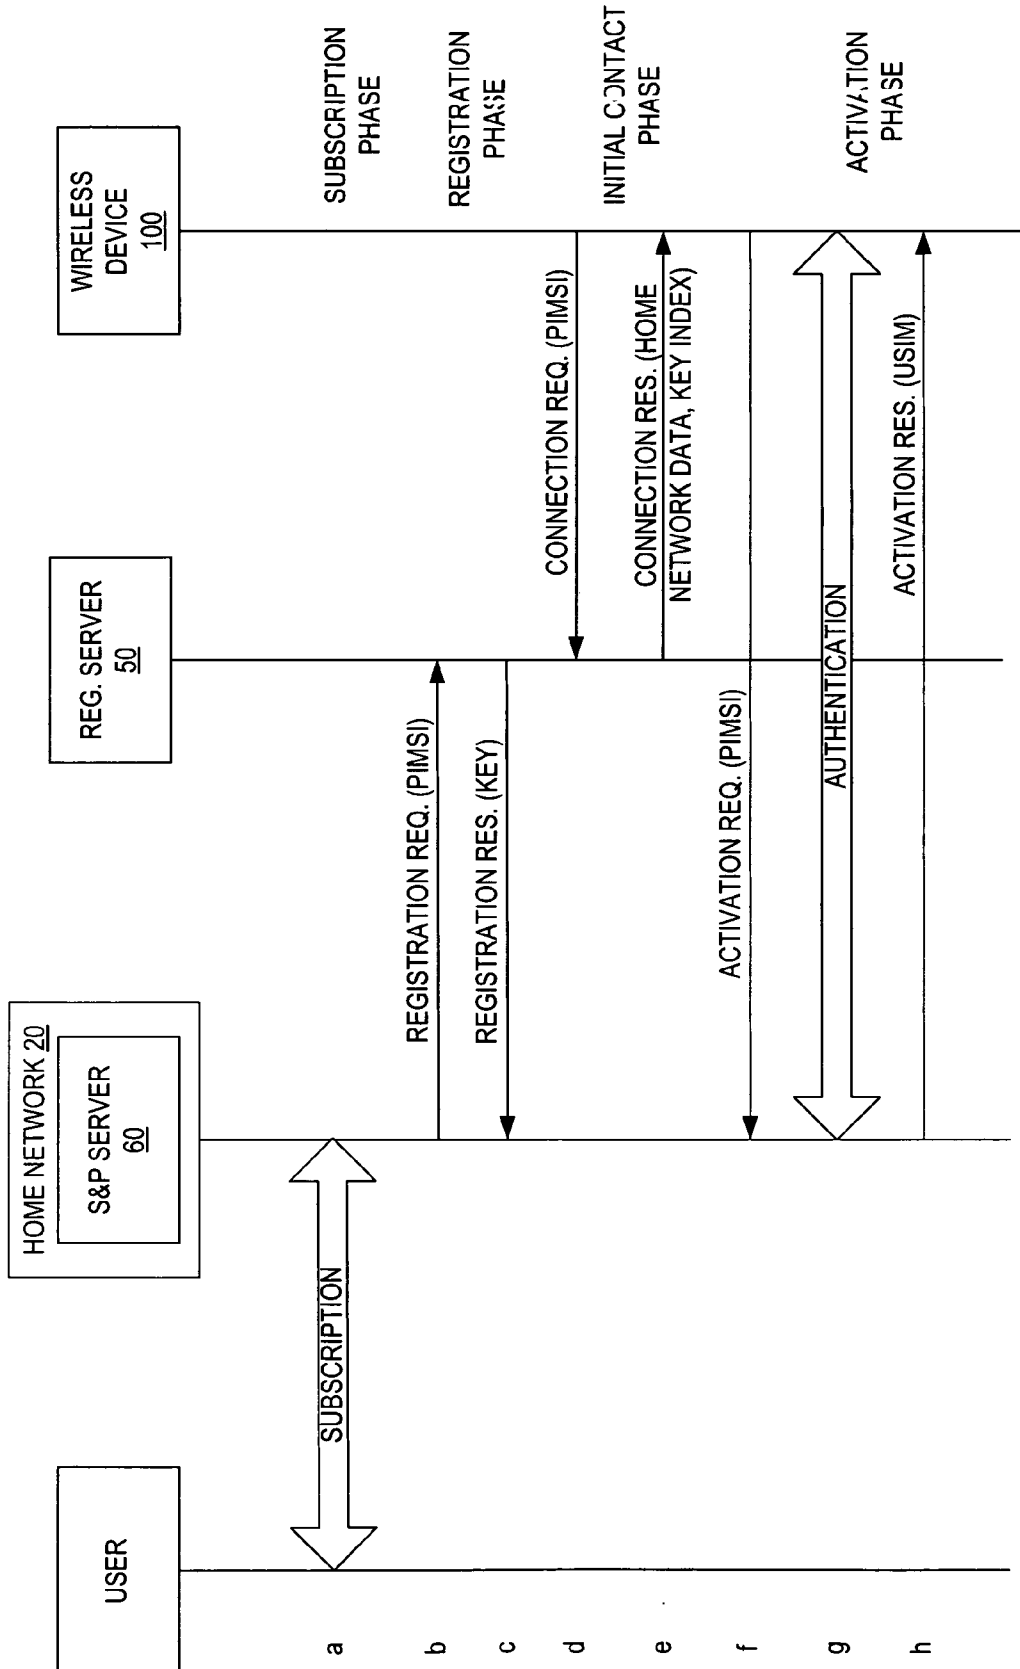 USER
HOME NETWORK 20
S&P SERVER
60
REG. SERVER
50
WIRELESS
DEVICE
100
a
SUBSCRIPTION
SUBSCRIPTION
PHASE
b
REGISTRATION REQ. (PIMSI)
REGISTRATION
PHASE
c
REGISTRATION RES. (KEY)
d
CONNECTION REQ. (PIMSI)
INITIAL CONTACT
PHASE
e
CONNECTION RES. (HOME
NETWORK DATA, KEY INDEX)
f
ACTIVATION REQ. (PIMSI)
g
AUTHENTICATION
ACTIVATION
PHASE
h
ACTIVATION RES. (USIM)